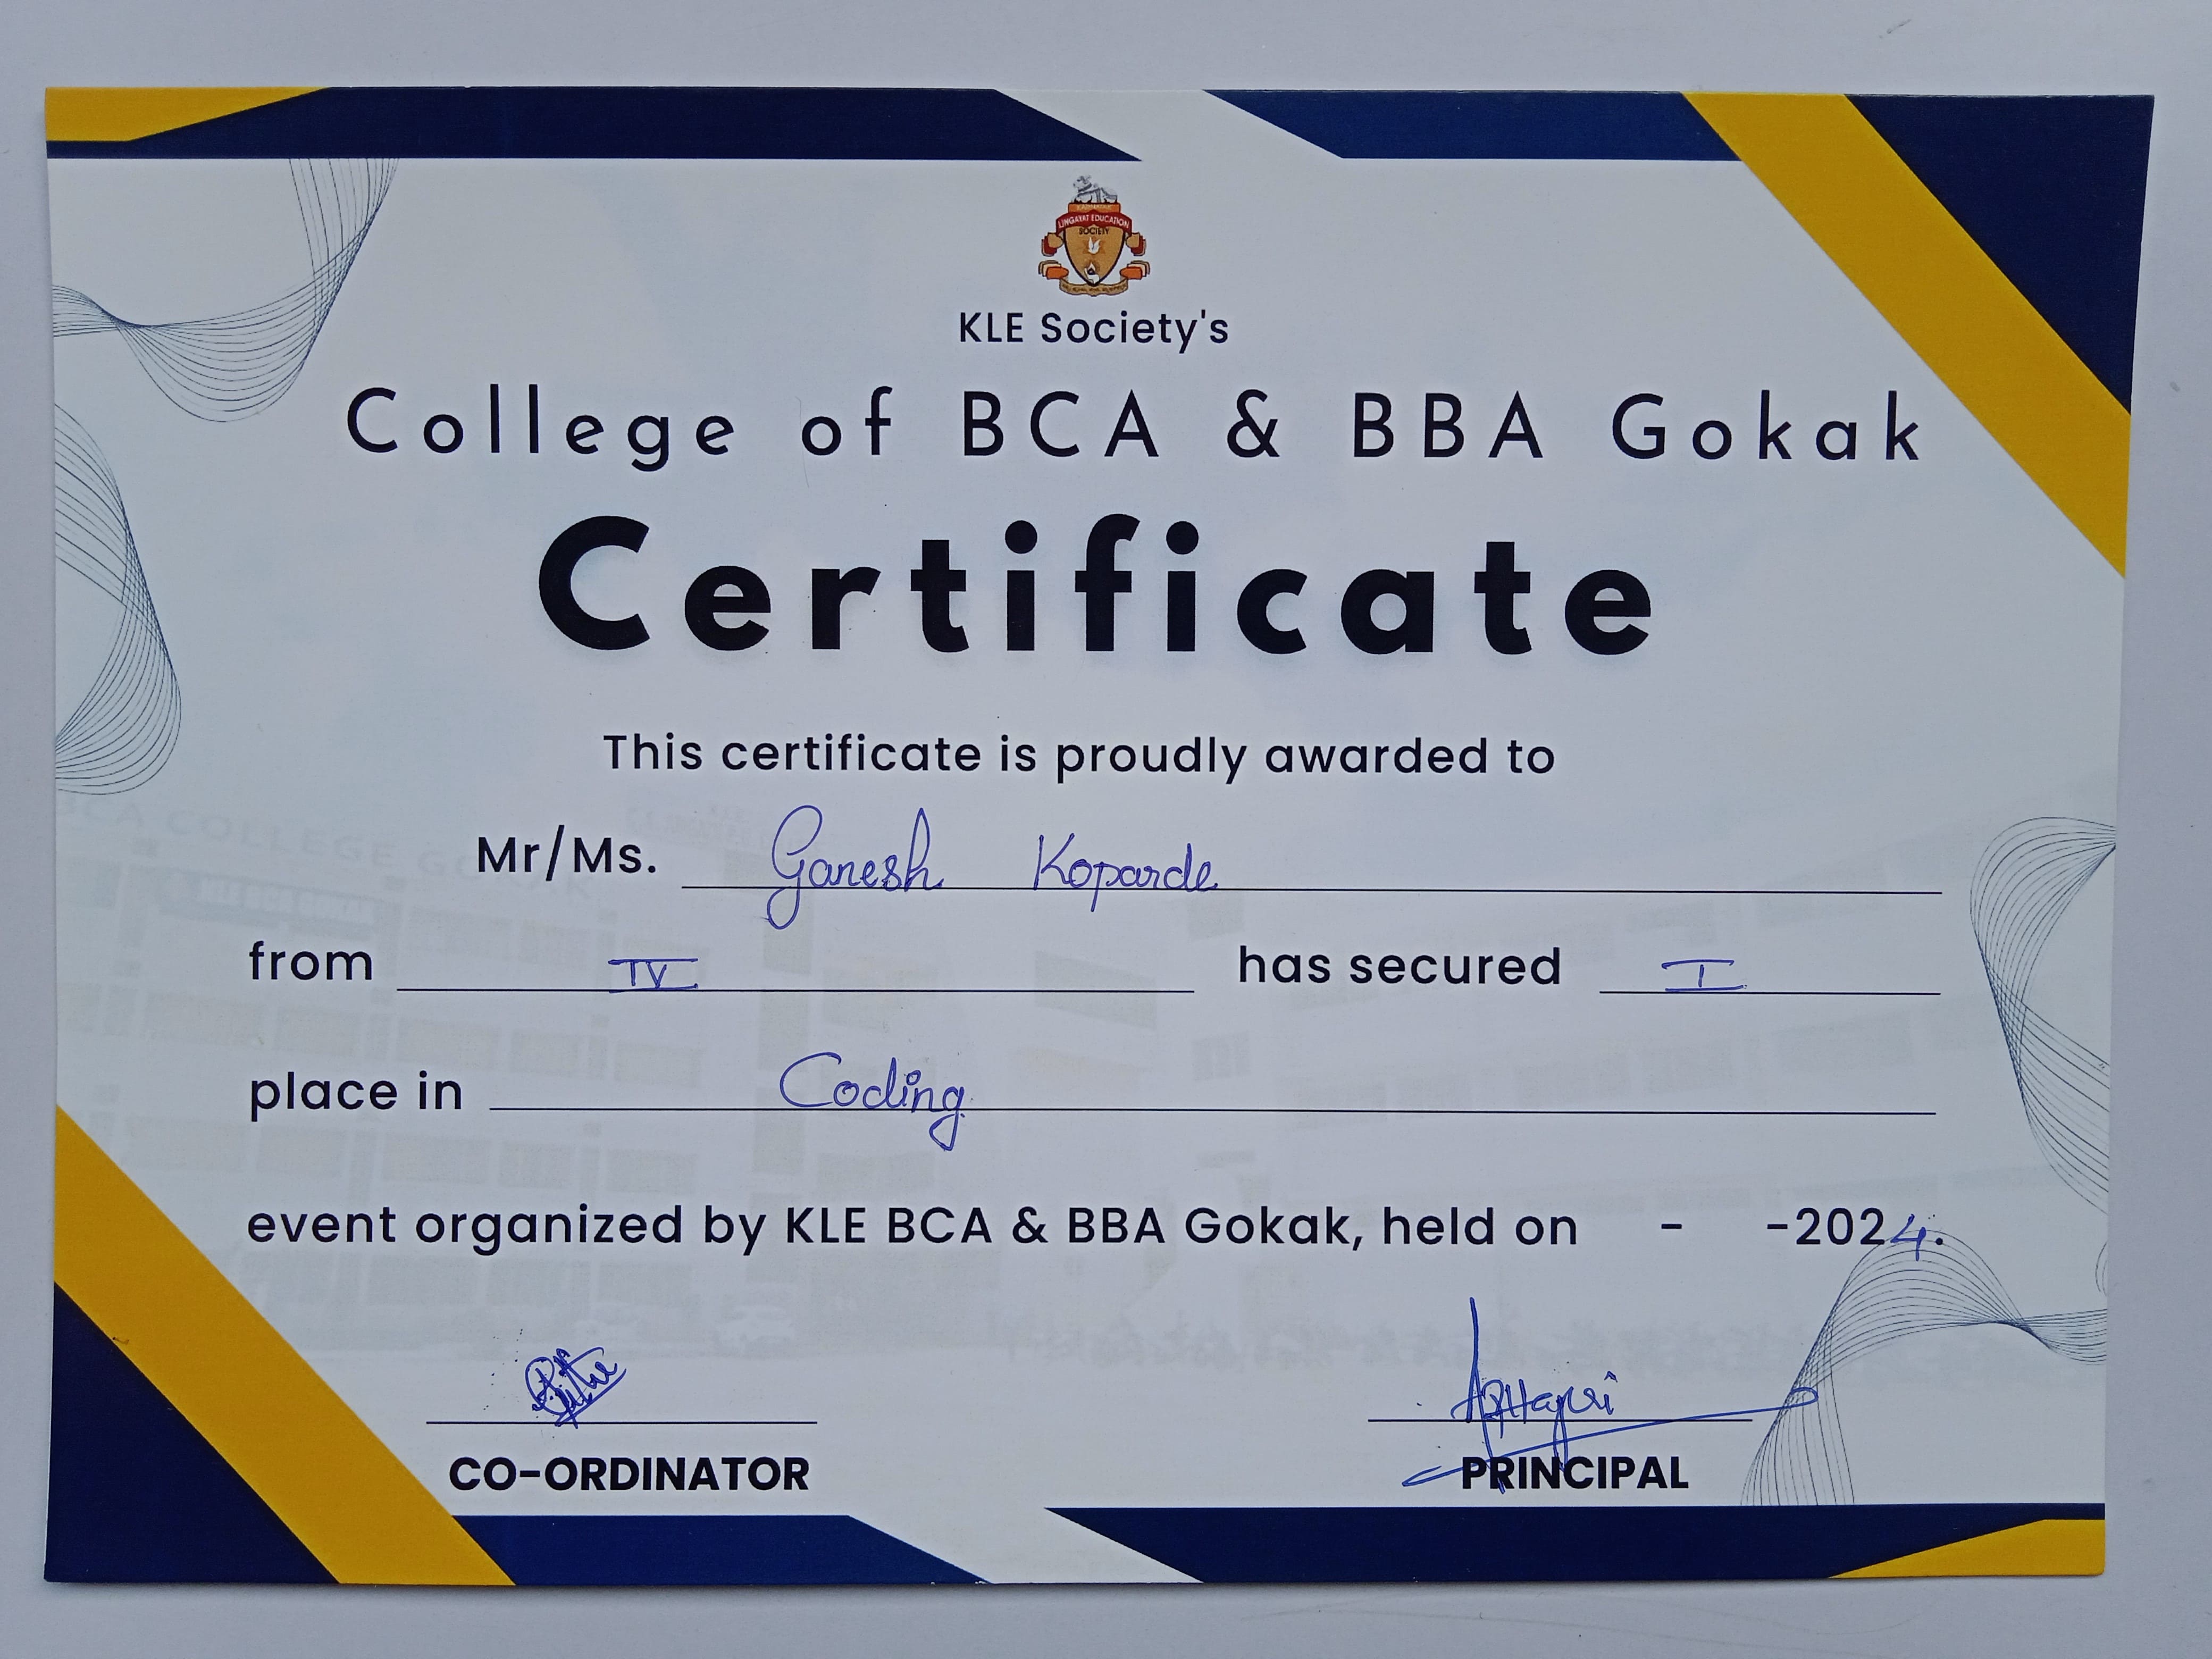 LINGAYAT EDUCATION
SOCIETY
KLE Society's
College of BCA & BBA Gokak
Certificate
This certificate is proudly awarded to
Mr/Ms. Ganesh Koparde
from IV has secured I
place in Coding
event organized by KLE BCA & BBA Gokak, held on - -2024.
CO-ORDINATOR PRINCIPAL